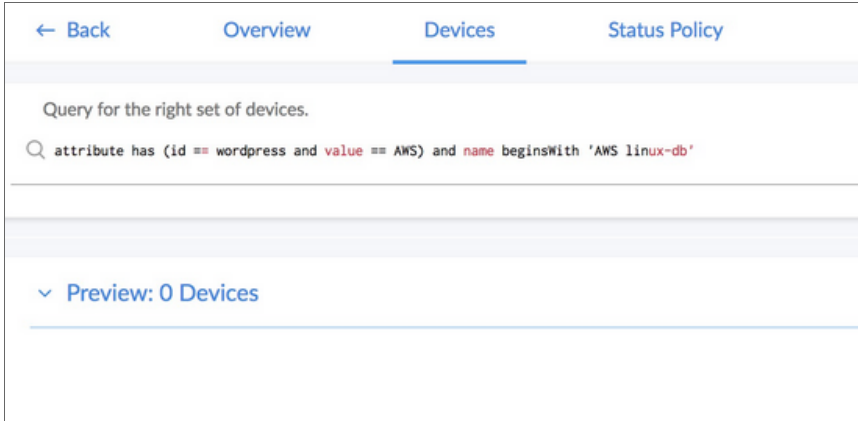 ← Back Overview Devices Status Policy
Query for the right set of devices.
attribute has (id == wordpress and value == AWS) and name beginsWith 'AWS linux-db'
Preview: 0 Devices